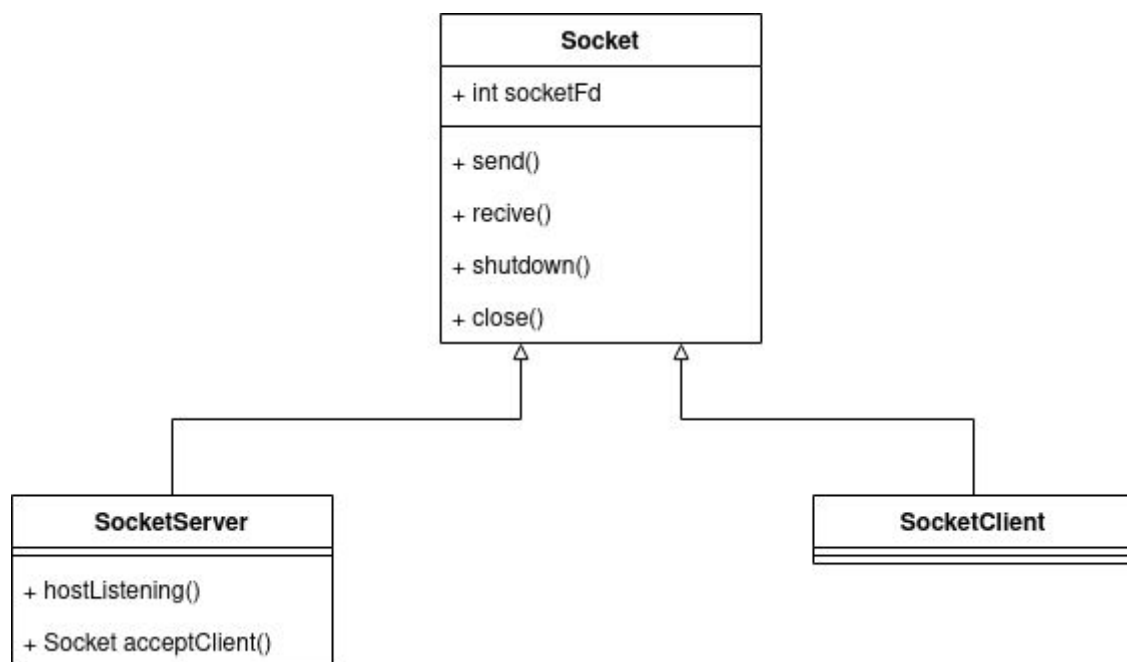 Socket
+ int socketFd
+ send()
+ recive()
+ shutdown()
+ close()
SocketServer
+ hostListening()
+ Socket acceptClient()
SocketClient